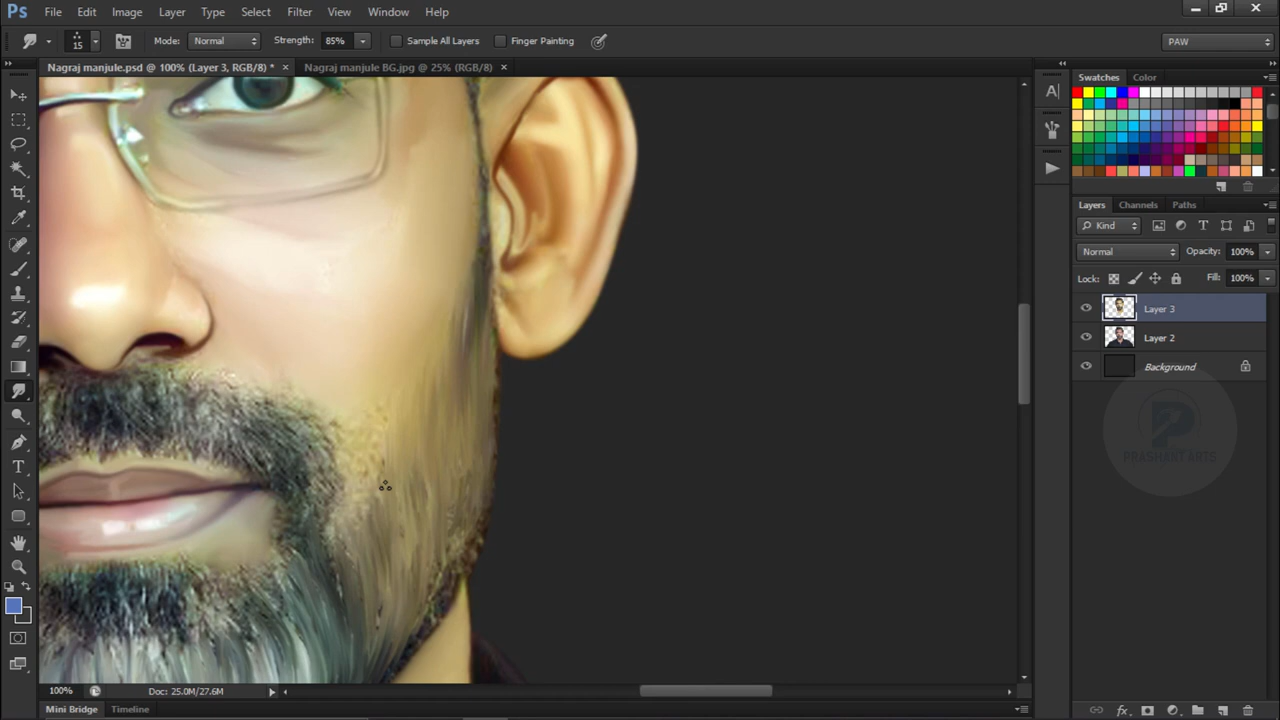 Ps File Edit Image Layer Type Select Filter View Window Help
15 Mode: Normal Strength: 85% Sample All Layers Finger Painting PAW
Nagraj manjule.psd @ 100% (Layer 3, RGB/8) * × Nagraj manjule BG.jpg @ 25% (RGB/8) ×
Swatches Color
Layers Channels Paths
Kind
Normal Opacity: 100%
Lock: Fill: 100%
Layer 3
Layer 2
Background
PRASHANT ARTS
100% Doc: 25.0M/27.6M
Mini Bridge Timeline